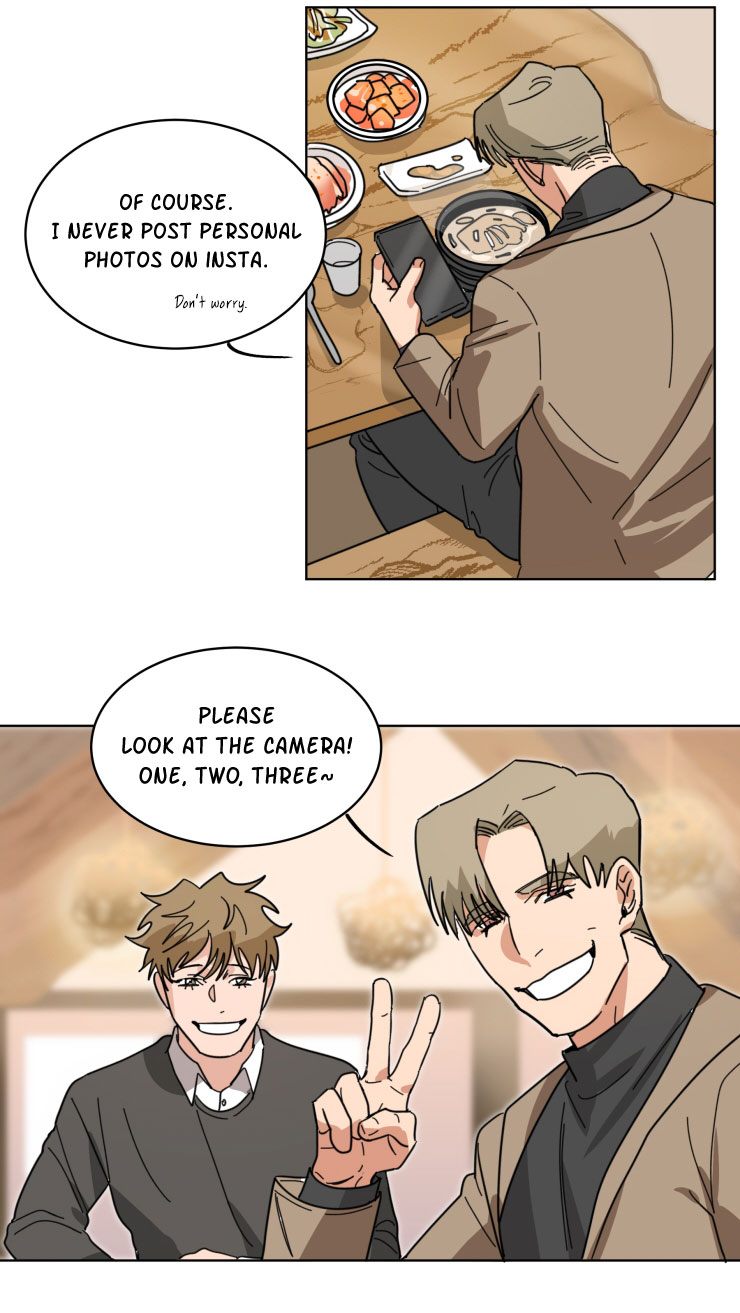 OF COURSE.
I NEVER POST PERSONAL
PHOTOS ON INSTA.
Don't worry.
PLEASE
LOOK AT THE CAMERA!
ONE, TWO, THREE~